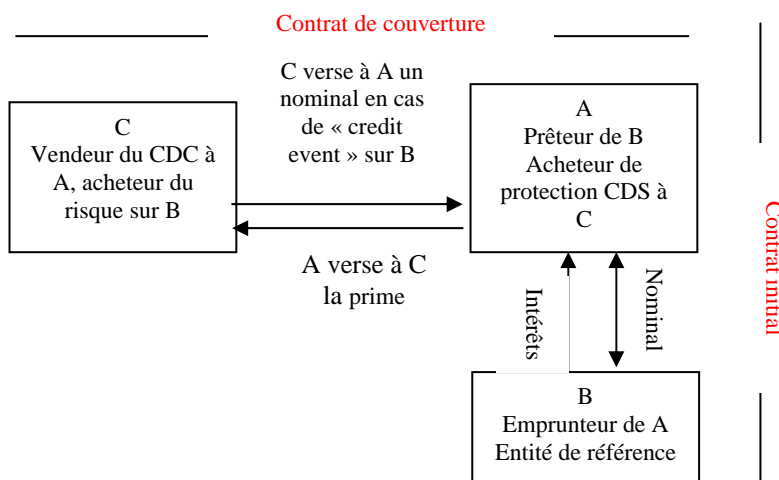 Contrat de couverture
C verse à A un
nominal en cas
de « credit
event » sur B
C
Vendeur du CDC à
A, acheteur du
risque sur B
A
Prêteur de B
Acheteur de
protection CDS à
C
A verse à C
la prime
Intérêts
Nominal
Contrat initial
B
Emprunteur de A
Entité de référence